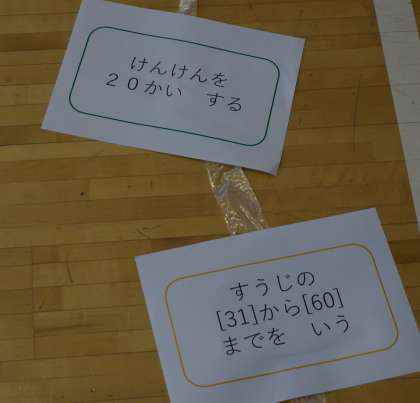 けんけんを
２０かい　する
すうじの
[31]から[60]
までを　いう